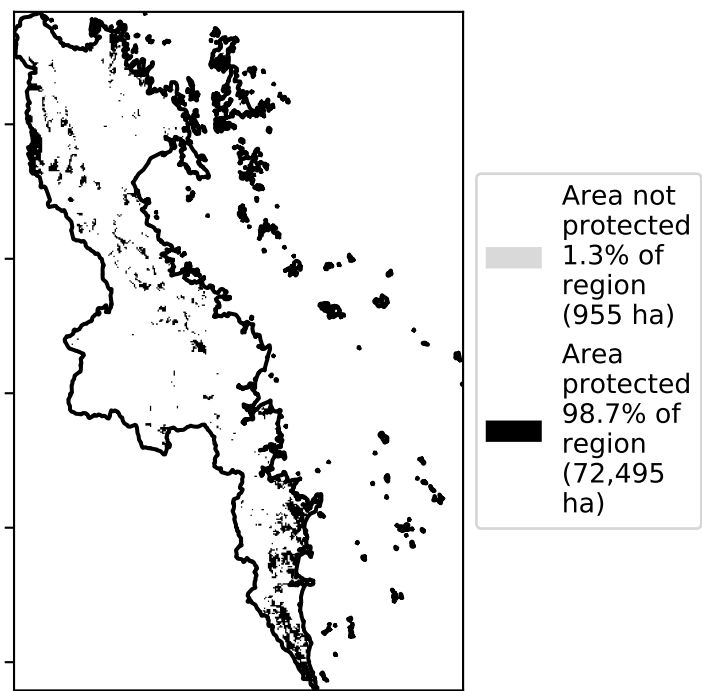 Area not
protected
1.3% of
region
(955 ha)
Area
protected
98.7% of
region
(72,495
ha)